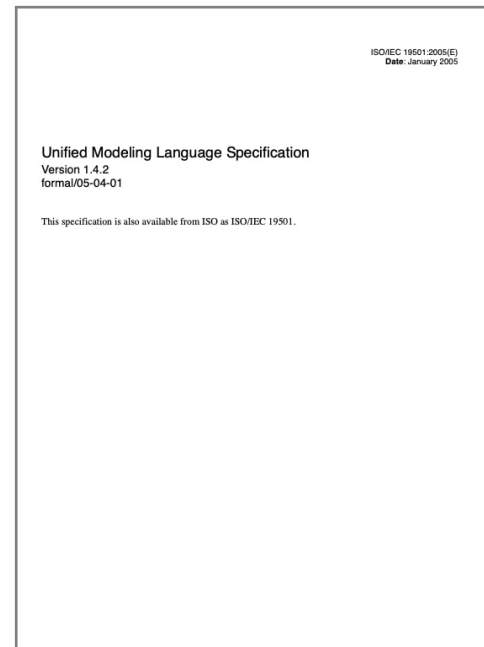 ISO/IEC 19501:2005(E)
Date: January 2005
Unified Modeling Language Specification
Version 1.4.2
formal/05-04-01
This specification is also available from ISO as ISO/IEC 19501.